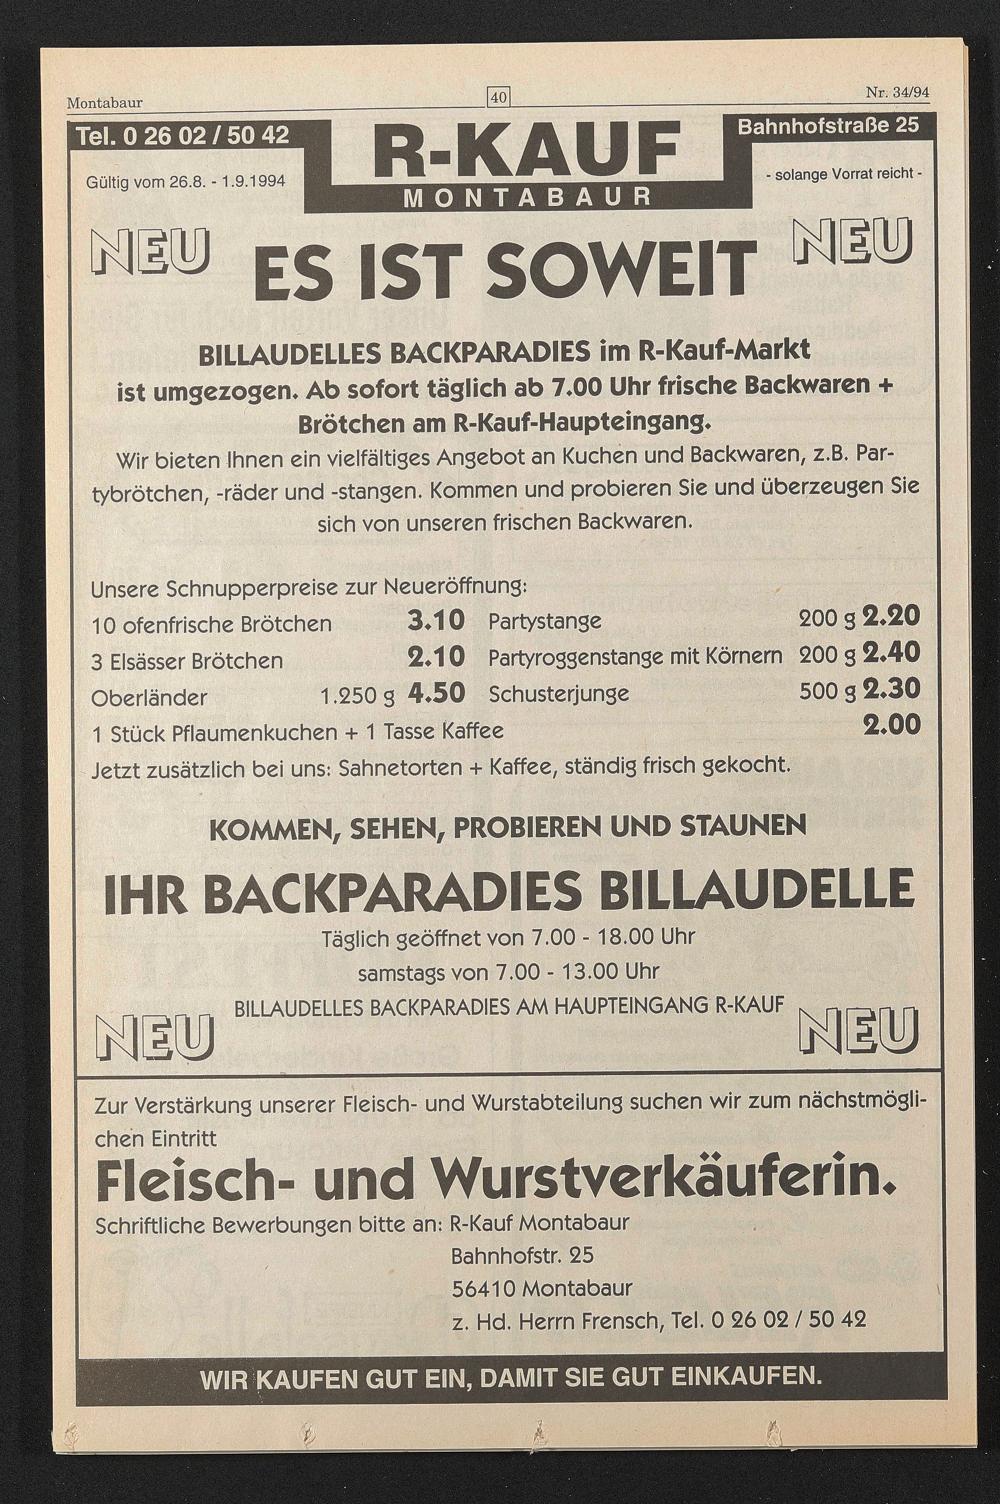 Montabaur
40
Nr. 34/94
Tel. 0 26 02 / 50 42
R-KAUF
Bahnhofstraße 25
Gültig vom 26.8. - 1.9.1994
MONTABAUR
- solange Vorrat reicht -
NEU
NEU
ES IST SOWEIT
BILLAUDELLES BACKPARADIES im R-Kauf-Markt
ist umgezogen. Ab sofort täglich ab 7.00 Uhr frische Backwaren +
Brötchen am R-Kauf-Haupteingang.
Wir bieten Ihnen ein vielfältiges Angebot an Kuchen und Backwaren, z.B. Par-
tybrötchen, -räder und -stangen. Kommen und probieren Sie und überzeugen Sie
sich von unseren frischen Backwaren.
Unsere Schnupperpreise zur Neueröffnung:
10 ofenfrische Brötchen 3.10 Partystange 200 g 2.20
3 Elsässer Brötchen 2.10 Partyroggenstange mit Körnern 200 g 2.40
Oberländer 1.250 g 4.50 Schusterjunge 500 g 2.30
1 Stück Pflaumenkuchen + 1 Tasse Kaffee 2.00
Jetzt zusätzlich bei uns: Sahnetorten + Kaffee, ständig frisch gekocht.
KOMMEN, SEHEN, PROBIEREN UND STAUNEN
IHR BACKPARADIES BILLAUDELLE
Täglich geöffnet von 7.00 - 18.00 Uhr
samstags von 7.00 - 13.00 Uhr
BILLAUDELLES BACKPARADIES AM HAUPTEINGANG R-KAUF
NEU
NEU
Zur Verstärkung unserer Fleisch- und Wurstabteilung suchen wir zum nächstmögli-
chen Eintritt
Fleisch- und Wurstverkäuferin.
Schriftliche Bewerbungen bitte an: R-Kauf Montabaur
Bahnhofstr. 25
56410 Montabaur
z. Hd. Herrn Frensch, Tel. 0 26 02 / 50 42
WIR KAUFEN GUT EIN, DAMIT SIE GUT EINKAUFEN.